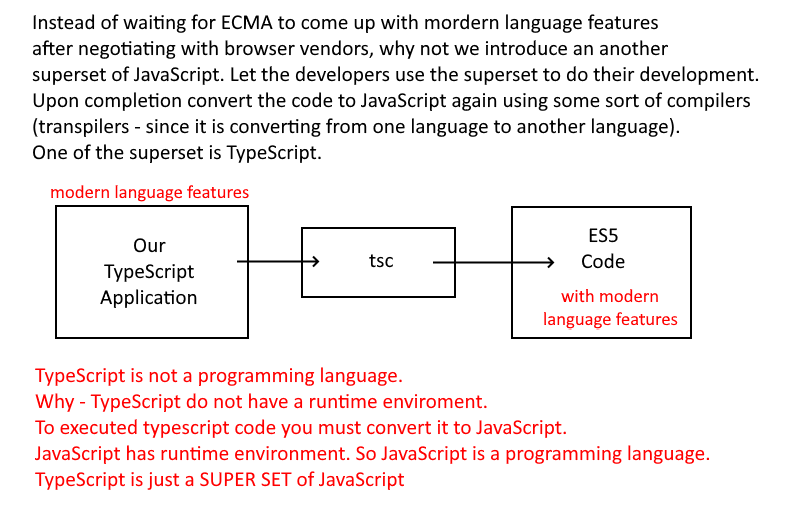 Instead of waiting for ECMA to come up with mordern language features
after negotiating with browser vendors, why not we introduce an another
superset of JavaScript. Let the developers use the superset to do their development.
Upon completion convert the code to JavaScript again using some sort of compilers
(transpilers - since it is converting from one language to another language).
One of the superset is TypeScript.
modern language features
Our
TypeScript
Application
tsc
ES5
Code
with modern
language features
TypeScript is not a programming language.
Why - TypeScript do not have a runtime enviroment.
To executed typescript code you must convert it to JavaScript.
JavaScript has runtime environment. So JavaScript is a programming language.
TypeScript is just a SUPER SET of JavaScript